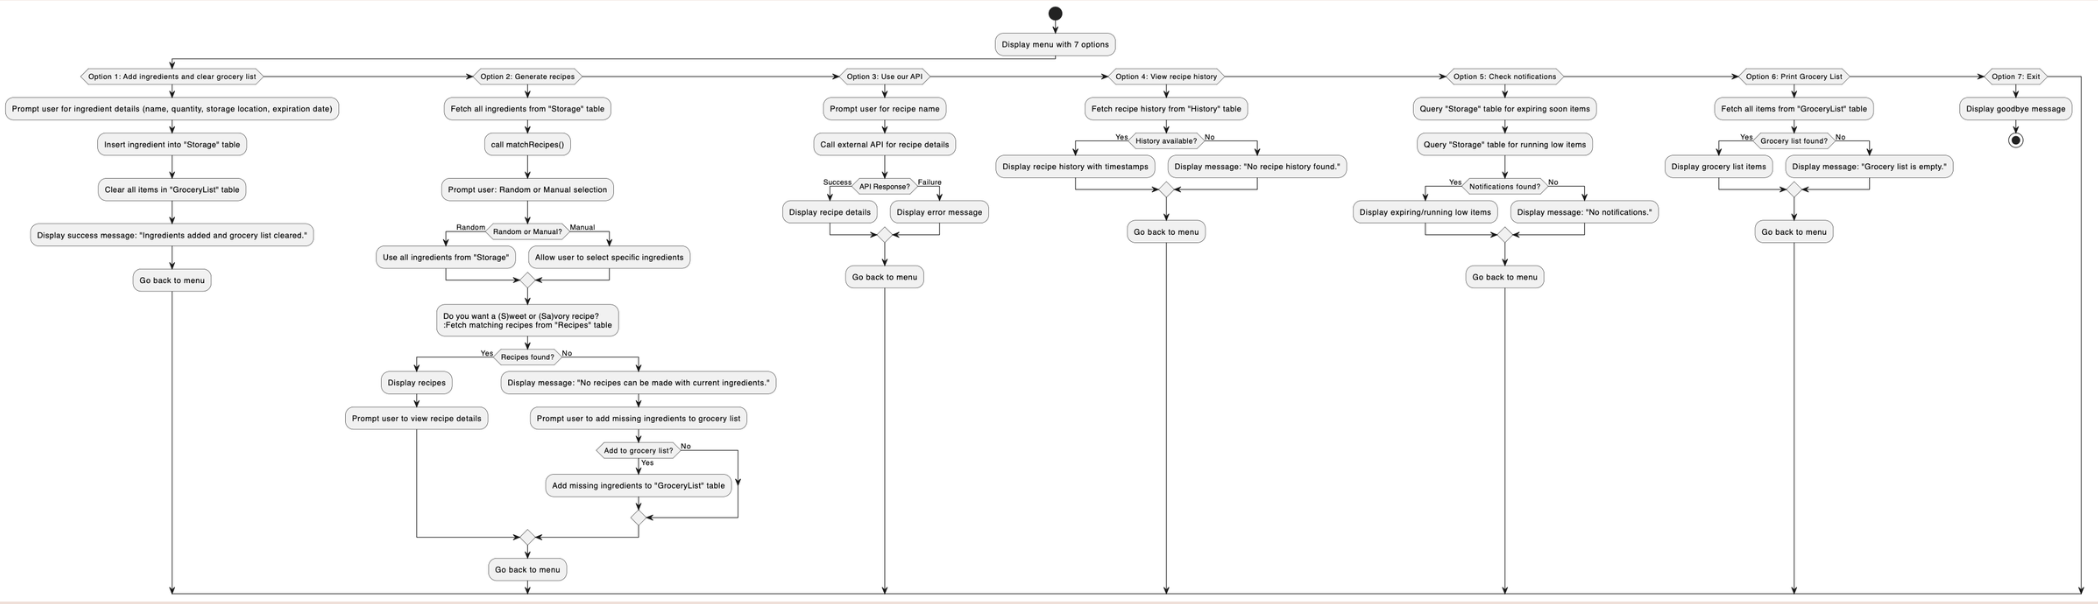 Display menu with 7 options
Option 1: Add ingredients and clear grocery list
Prompt user for ingredient details (name, quantity, storage location, expiration date)
Insert ingredient into "Storage" table
Clear all items in "GroceryList" table
Display success message: "Ingredients added and grocery list cleared."
Go back to menu
Option 2: Generate recipes
Fetch all ingredients from "Storage" table
call matchRecipes()
Prompt user: Random or Manual selection
Random
Random or Manual?
Manual
Use all ingredients from "Storage"
Allow user to select specific ingredients
Do you want a (S)weet or (Sa)vory recipe?
:Fetch matching recipes from "Recipes" table
Yes
Recipes found?
No
Display recipes
Prompt user to view recipe details
Display message: "No recipes can be made with current ingredients."
Prompt user to add missing ingredients to grocery list
Add to grocery list?
No
Yes
Add missing ingredients to "GroceryList" table
Go back to menu
Option 3: Use our API
Prompt user for recipe name
Call external API for recipe details
Success
API Response?
Failure
Display recipe details
Display error message
Go back to menu
Option 4: View recipe history
Fetch recipe history from "History" table
Yes
History available?
No
Display recipe history with timestamps
Display message: "No recipe history found."
Go back to menu
Option 5: Check notifications
Query "Storage" table for expiring soon items
Query "Storage" table for running low items
Yes
Notifications found?
No
Display expiring/running low items
Display message: "No notifications."
Go back to menu
Option 6: Print Grocery List
Fetch all items from "GroceryList" table
Yes
Grocery list found?
No
Display grocery list items
Display message: "Grocery list is empty."
Go back to menu
Option 7: Exit
Display goodbye message